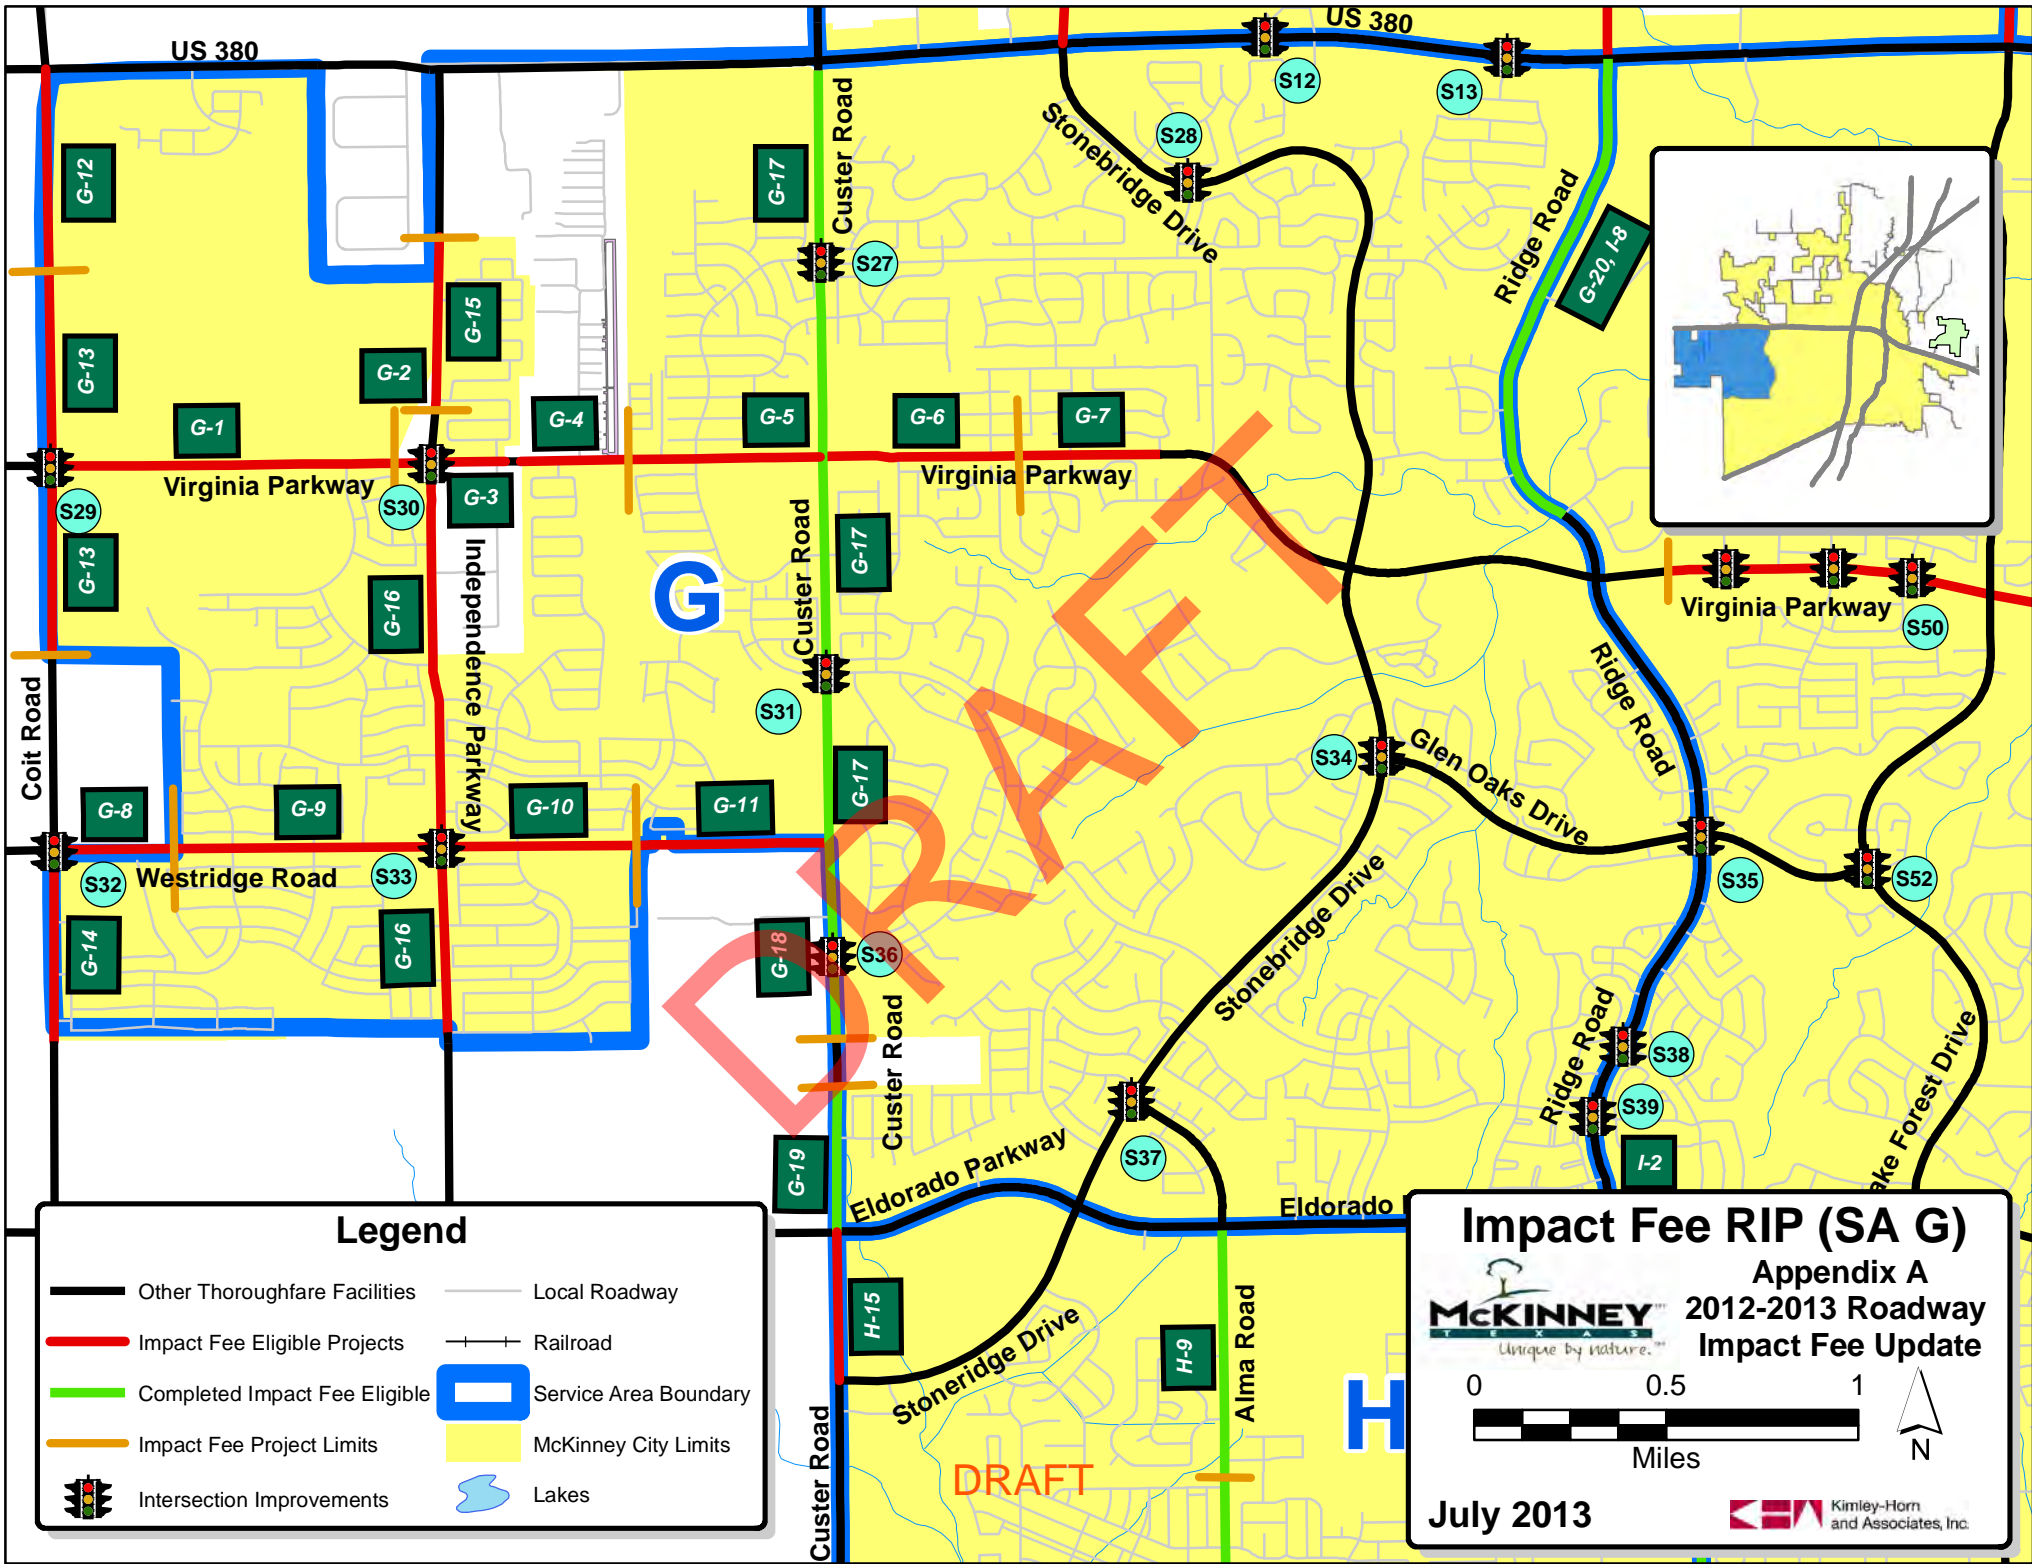 US 380
US 380
S12
S13
S28
Stonebridge Drive
Custer Road
G-12
G-17
Ridge Road
G-20, I-8
S27
G-15
G-13
G-2
G-1
G-4
G-5
G-6
G-7
Virginia Parkway
Virginia Parkway
S29
S30
G-3
G-13
G-16
Independence Parkway
G
Custer Road
G-17
Virginia Parkway
S50
Ridge Road
S31
Coit Road
S34
Glen Oaks Drive
G-8
G-9
G-10
G-11
G-17
S32
Westridge Road
S33
S35
S52
Stonebridge Drive
G-14
G-16
G-18
S36
Custer Road
Ridge Road
S38
S39
I-2
Lake Forest Drive
S37
G-19
Eldorado Parkway
Eldorado
H-15
Stoneridge Drive
H-9
Alma Road
H
Custer Road
DRAFT
DRAFT
Legend
Other Thoroughfare Facilities
Local Roadway
Impact Fee Eligible Projects
Railroad
Completed Impact Fee Eligible
Service Area Boundary
Impact Fee Project Limits
McKinney City Limits
Intersection Improvements
Lakes
Impact Fee RIP (SA G)
Appendix A
2012-2013 Roadway
Impact Fee Update
McKINNEY
TEXAS
Unique by nature.
0 0.5 1
Miles
N
July 2013
Kimley-Horn
and Associates, Inc.